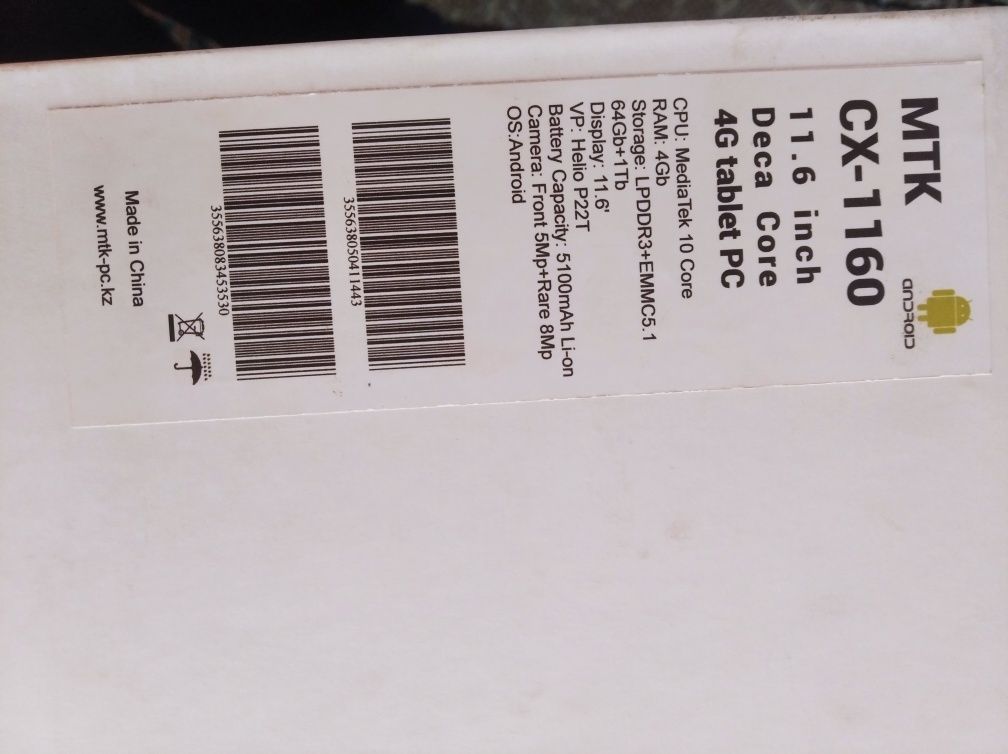 MTK
CX-1160
11.6 inch
Deca Core
4G tablet PC
ANDROID
CPU: MediaTek 10 Core
RAM: 4Gb
Storage: LPDDR3+EMMC5.1
64Gb+1Tb
Display: 11.6'
VP: Helio P22T
Battery Capacity: 5100mAh Li-on
Camera: Front 5Mp+Rare 8Mp
OS:Android
355638050411443
355638083453530
Made in China
www.mtk-pc.kz